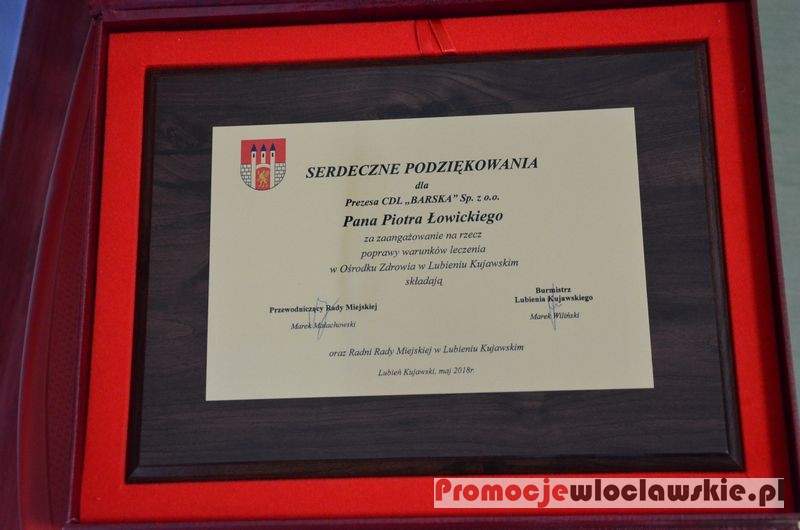 SERDECZNE PODZIĘKOWANIA
dla
Prezesa CDL „BARSKA" Sp. z o.o.
Pana Piotra Łowickiego
za zaangażowanie na rzecz
poprawy warunków leczenia
w Ośrodku Zdrowia w Lubieniu Kujawskim
składają
Przewodniczący Rady Miejskiej
Marek Małachowski
Burmistrz
Lubienia Kujawskiego
Marek Wiliński
oraz Radni Rady Miejskiej w Lubieniu Kujawskim
Lubień Kujawski, maj 2018r.
Promocjewloclawskie.pl